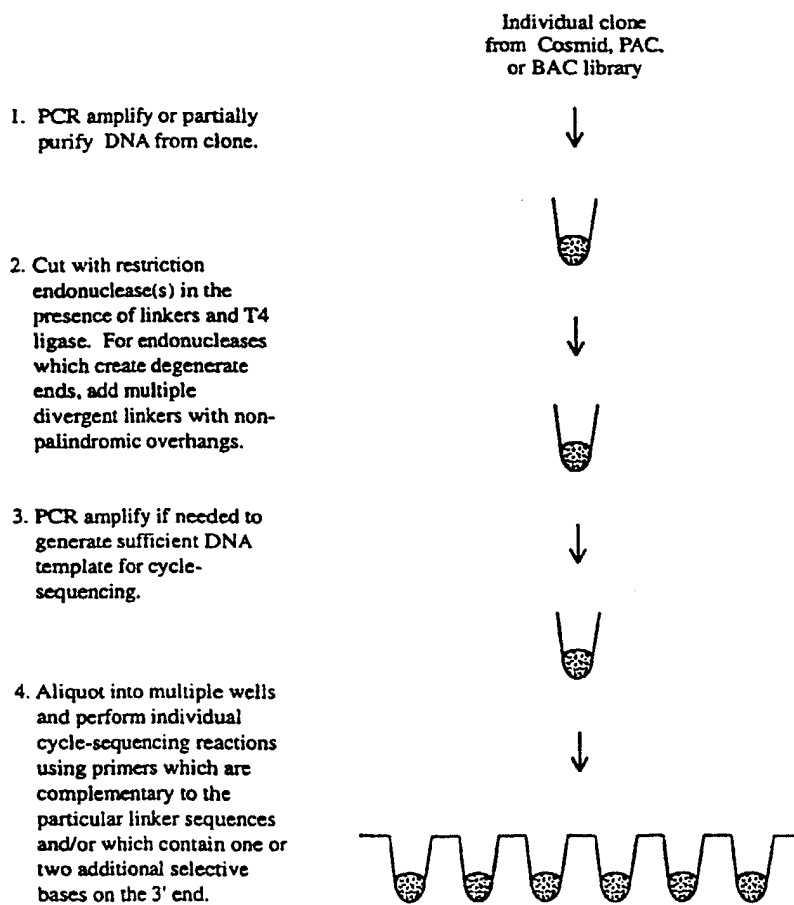 Individual clone
from Cosmid, PAC,
or BAC library
1. PCR amplify or partially
purify DNA from clone.
2. Cut with restriction
endonuclease(s) in the
presence of linkers and T4
ligase. For endonucleases
which create degenerate
ends, add multiple
divergent linkers with non-
palindromic overhangs.
3. PCR amplify if needed to
generate sufficient DNA
template for cycle-
sequencing.
4. Aliquot into multiple wells
and perform individual
cycle-sequencing reactions
using primers which are
complementary to the
particular linker sequences
and/or which contain one or
two additional selective
bases on the 3' end.